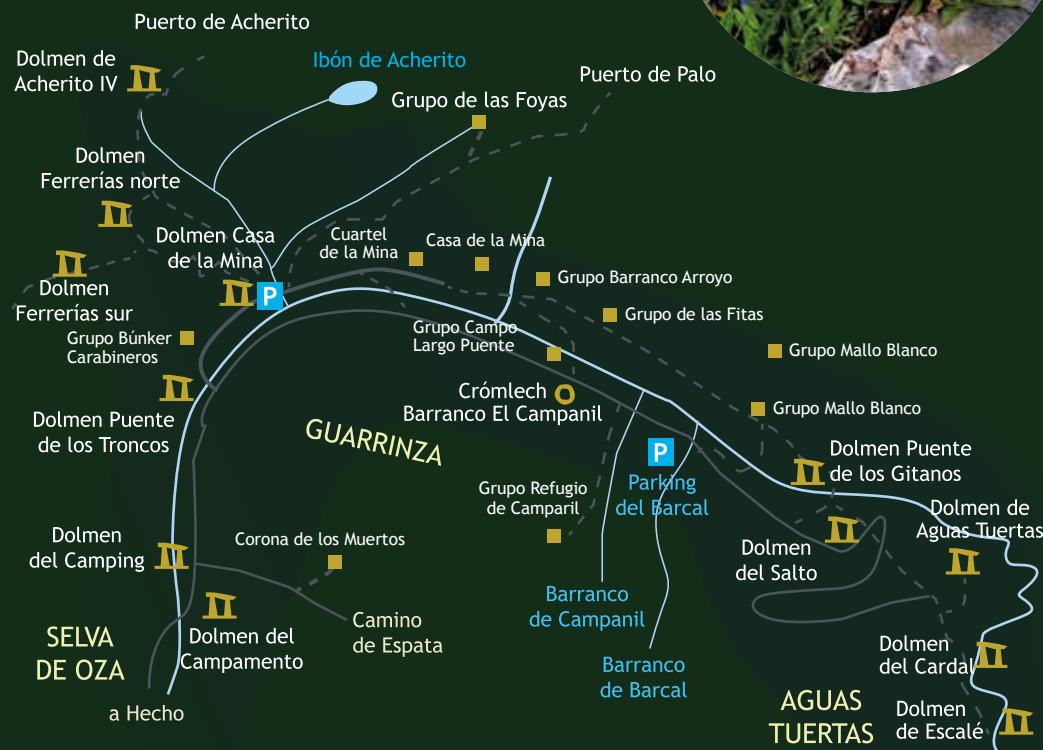 Puerto de Acherito
Dolmen de
Acherito IV
Ibón de Acherito
Puerto de Palo
Grupo de las Foyas
Dolmen
Ferrerías norte
Dolmen Casa
de la Mina
Cuartel
de la Mina
Casa de la Mina
P
Grupo Barranco Arroyo
Dolmen
Ferrerías sur
Grupo de las Fitas
Grupo Búnker
Carabineros
Grupo Campo
Largo Puente
Grupo Mallo Blanco
Crómlech
Barranco El Campanil
Grupo Mallo Blanco
Dolmen Puente
de los Troncos
GUARRINZA
P
Parking
del Barcal
Dolmen Puente
de los Gitanos
Grupo Refugio
de Camparil
Dolmen de
Aguas Tuertas
Dolmen
del Camping
Corona de los Muertos
Dolmen
del Salto
Barranco
de Campanil
Camino
de Espata
SELVA
DE OZA
Dolmen del
Campamento
Barranco
de Barcal
Dolmen
del Cardal
AGUAS
TUERTAS
Dolmen
de Escalé
a Hecho